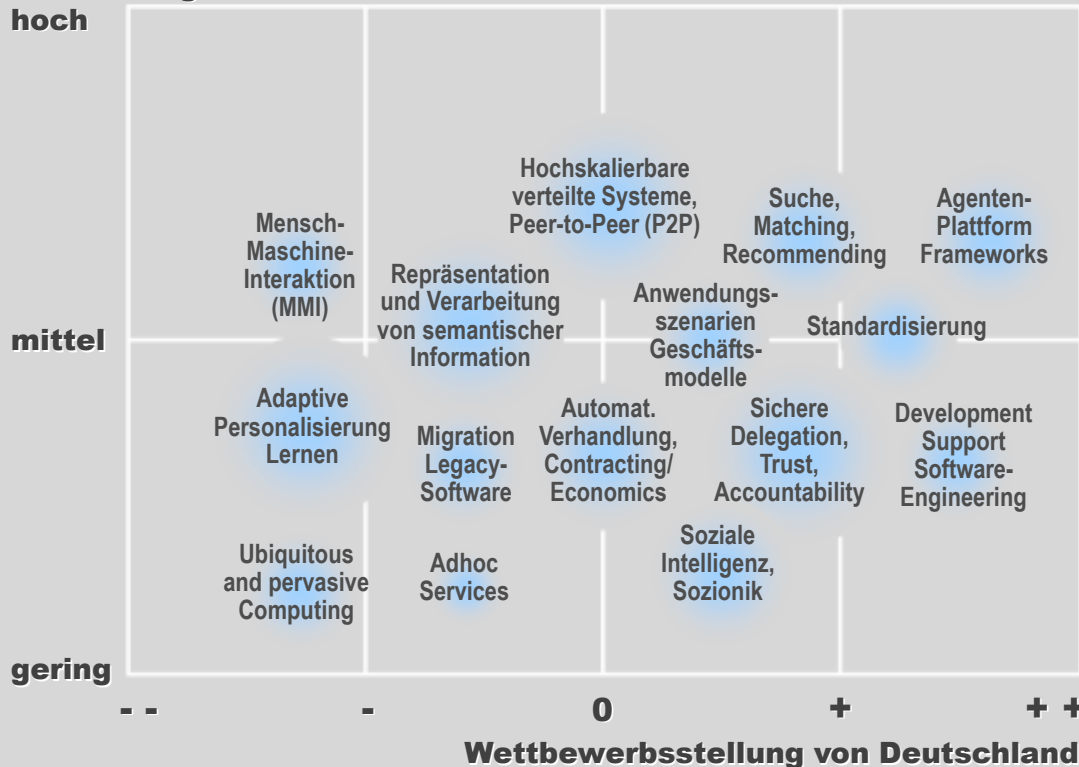 hoch
Hochskalierbare
verteilte Systeme,
Peer-to-Peer (P2P)
Suche,
Matching,
Recommending
Agenten-
Plattform
Frameworks
Mensch-
Maschine-
Interaktion
(MMI)
Repräsentation
und Verarbeitung
von semantischer
Information
Anwendungs-
szenarien
Geschäfts-
modelle
Standardisierung
mittel
Adaptive
Personalisierung
Lernen
Migration
Legacy-
Software
Automat.
Verhandlung,
Contracting/
Economics
Sichere
Delegation,
Trust,
Accountability
Development
Support
Software-
Engineering
Ubiquitous
and pervasive
Computing
Adhoc
Services
Soziale
Intelligenz,
Sozionik
gering
- - - 0 + + +
Wettbewerbsstellung von Deutschland